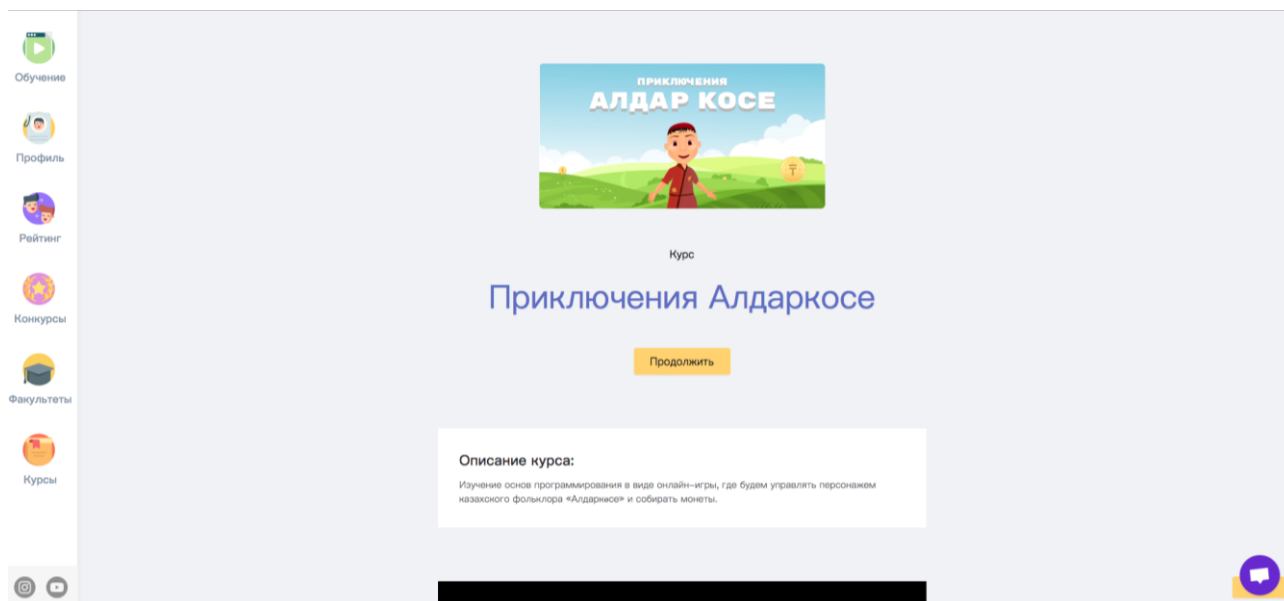 Обучение
Профиль
Рейтинг
Конкурсы
Факультеты
Курсы
ПРИКЛЮЧЕНИЯ
АЛДАР КОСЕ
Курс
Приключения Алдаркосе
Продолжить
Описание курса:
Изучение основ программирования в виде онлайн-игры, где будем управлять персонажем
казахского фольклора «Алдаркөсе» и собирать монеты.